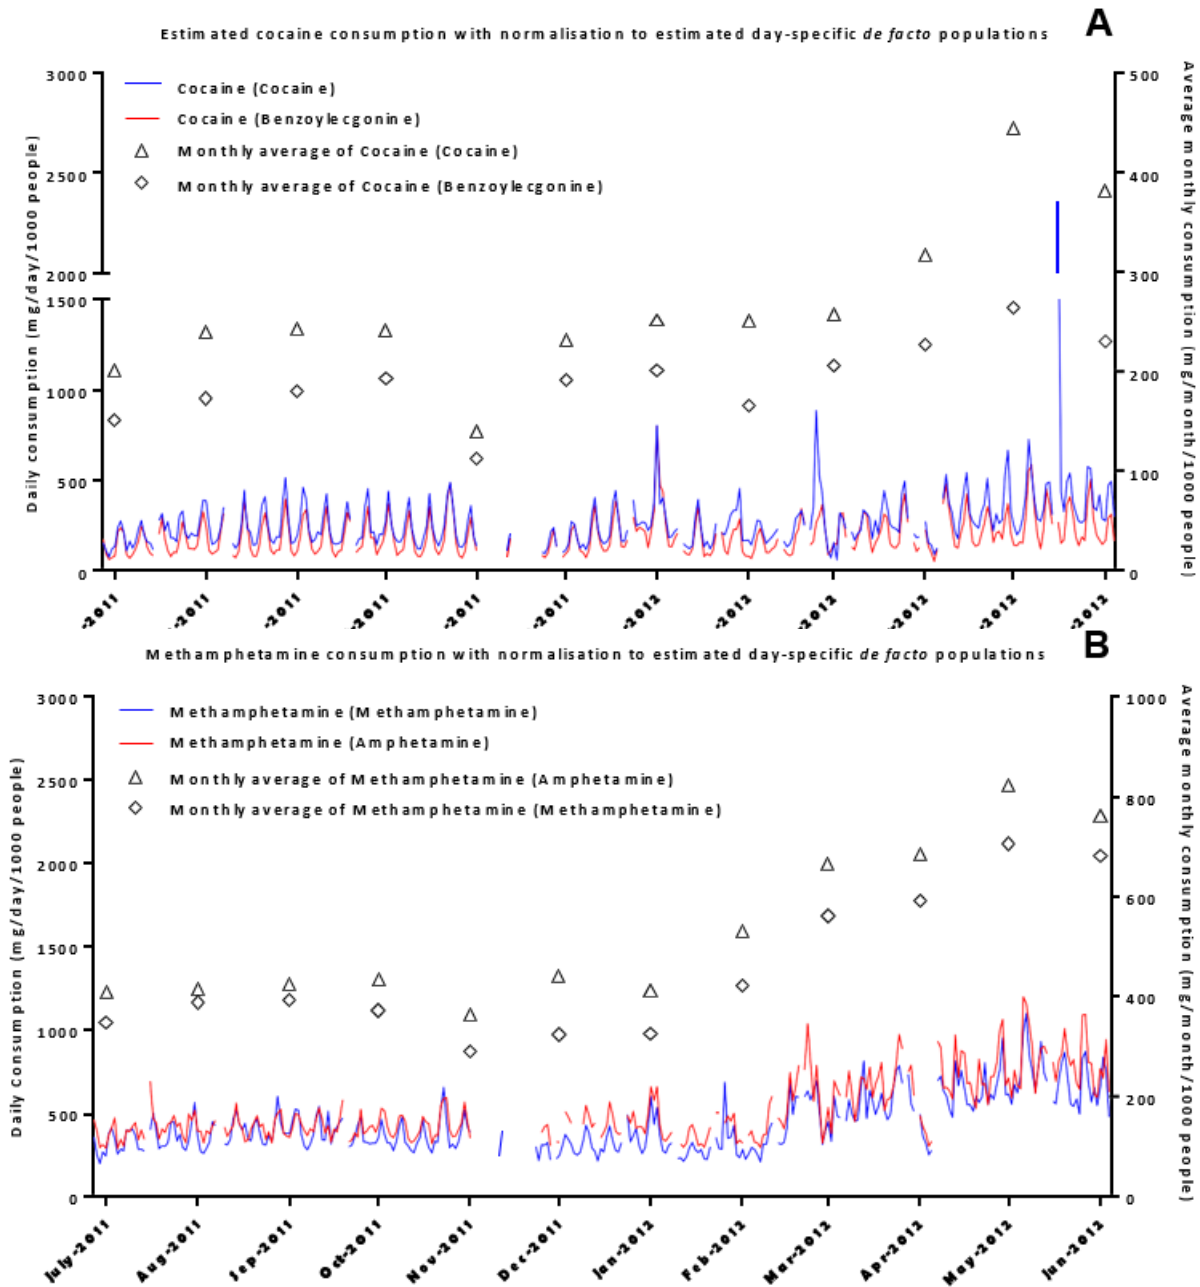 A
Estimated cocaine consumption with normalisation to estimated day-specific de facto populations
3000
2500
2000
1500
1000
500
0
Daily consumption (mg/day/1000 people)
Cocaine (Cocaine)
Cocaine (Benzoylecgonine)
Monthly average of Cocaine (Cocaine)
Monthly average of Cocaine (Benzoylecgonine)
500
400
300
200
100
0
Average monthly consumption (mg/month/1000 people)
-2011
-2011
-2011
-2011
-2011
-2011
-2012
-2012
-2012
-2012
-2012
-2012
B
Methamphetamine consumption with normalisation to estimated day-specific de facto populations
3000
2500
2000
1500
1000
500
0
Daily Consumption (mg/day/1000 people)
Methamphetamine (Methamphetamine)
Methamphetamine (Amphetamine)
Monthly average of Methamphetamine (Amphetamine)
Monthly average of Methamphetamine (Methamphetamine)
1000
800
600
400
200
0
Average monthly consumption (mg/month/1000 people)
July-2011
Aug-2011
Sep-2011
Oct-2011
Nov-2011
Dec-2011
Jan-2012
Feb-2012
Mar-2012
Apr-2012
May-2012
Jun-2012